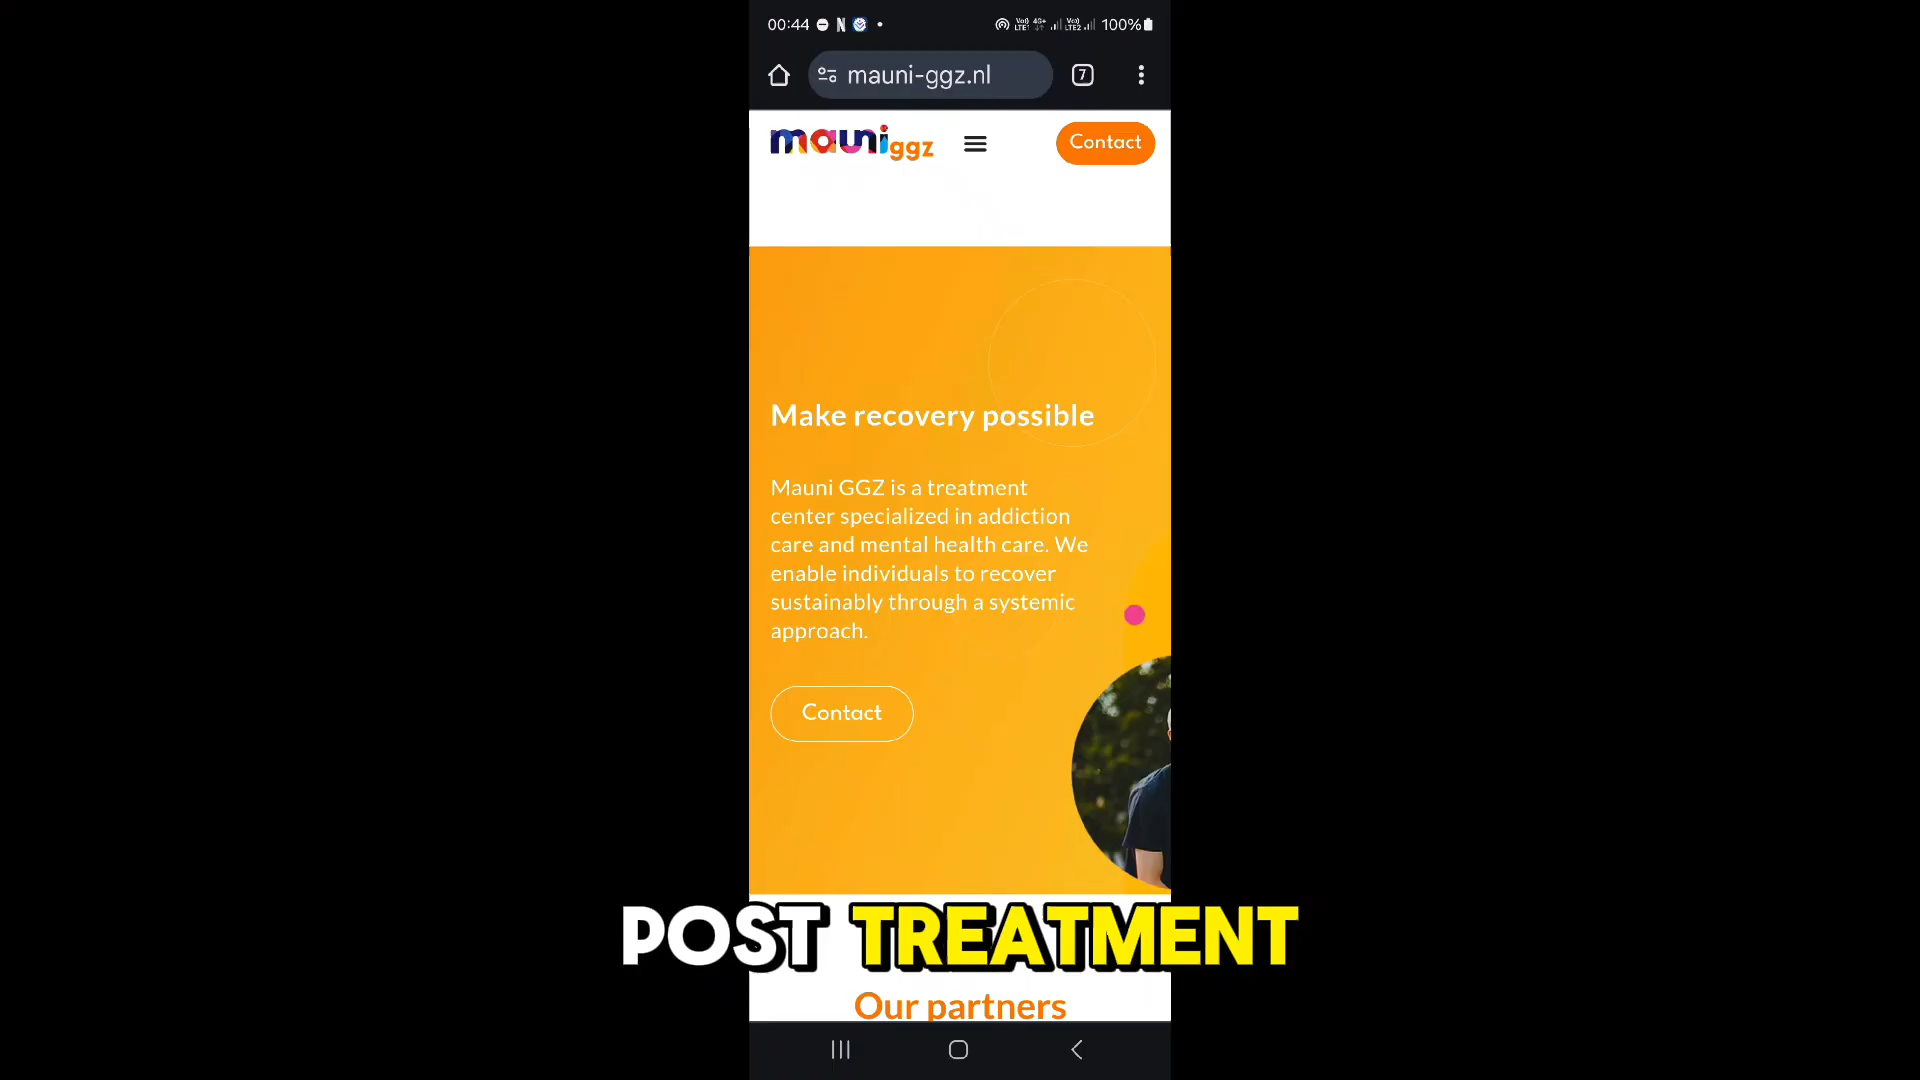 00:44 N 100%
mauni-ggz.nl 7
mauniggz Contact
Make recovery possible
Mauni GGZ is a treatment
center specialized in addiction
care and mental health care. We
enable individuals to recover
sustainably through a systemic
approach.
Contact
POST TREATMENT
Our partners